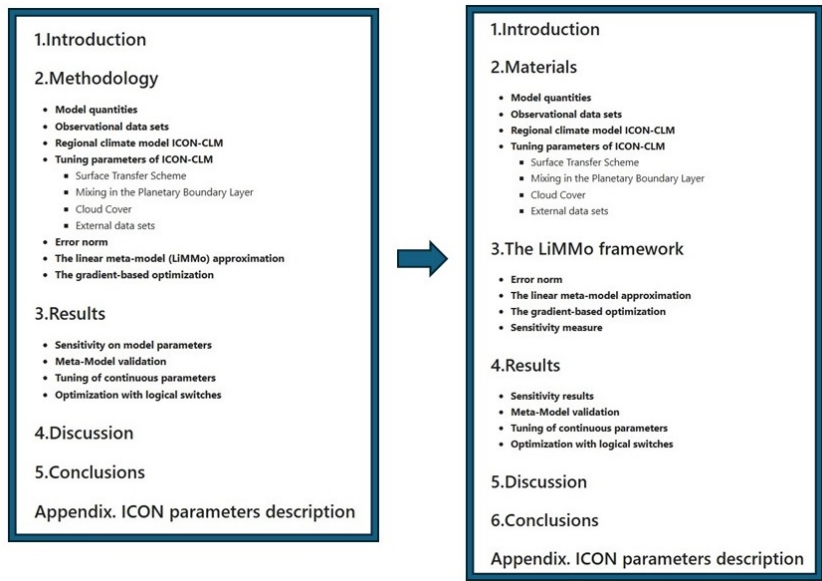 1.Introduction
2.Methodology
Model quantities
Observational data sets
Regional climate model ICON-CLM
Tuning parameters of ICON-CLM
Surface Transfer Scheme
Mixing in the Planetary Boundary Layer
Cloud Cover
External data sets
Error norm
The linear meta-model (LiMMo) approximation
The gradient-based optimization
3.Results
Sensitivity on model parameters
Meta-Model validation
Tuning of continuous parameters
Optimization with logical switches
4.Discussion
5.Conclusions
Appendix. ICON parameters description
1.Introduction
2.Materials
Model quantities
Observational data sets
Regional climate model ICON-CLM
Tuning parameters of ICON-CLM
Surface Transfer Scheme
Mixing in the Planetary Boundary Layer
Cloud Cover
External data sets
3.The LiMMo framework
Error norm
The linear meta-model approximation
The gradient-based optimization
Sensitivity measure
4.Results
Sensitivity results
Meta-Model validation
Tuning of continuous parameters
Optimization with logical switches
5.Discussion
6.Conclusions
Appendix. ICON parameters description